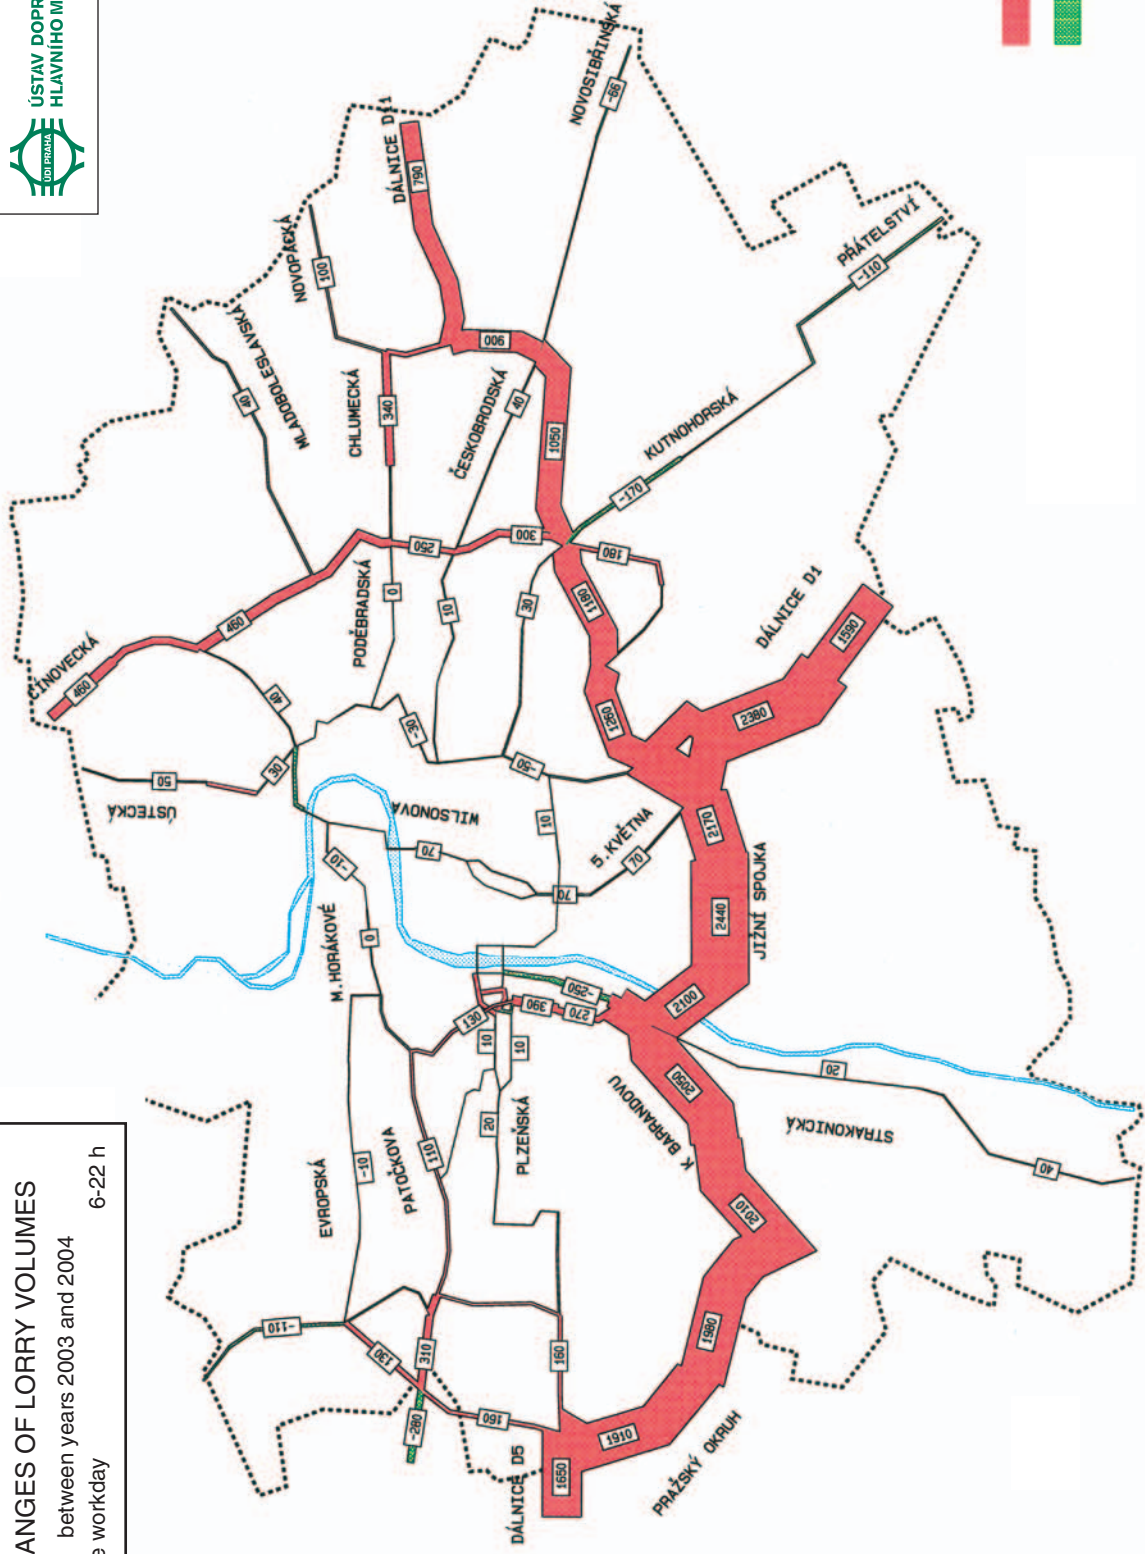 ÚSTAV DOPR
HLAVNÍHO M
ÚDI PRAHA
ANGES OF LORRY VOLUMES
between years 2003 and 2004
e workday 6-22 h
NOVOSIBŘINSKÁ
-66
DÁLNICE D11
790
NOVOPACKÁ
100
PŘÁTELSTVÍ
-110
MLADOBOLESLAVSKÁ
40
CHLUMECKÁ
340
900
ČESKOBRODSKÁ
40
1050
KUTNOHORSKÁ
-170
ČÍNOVECKÁ
460
460
250
300
180
PODĚBRADSKÁ
0
10
30
1180
DÁLNICE D1
1590
2380
1260
40
-30
-50
ÚSTECKÁ
50
30
WILSONOVA
70
10
5.KVĚTNA
70
70
2170
2440
JIŽNÍ SPOJKA
2100
-10
M.HORÁKOVÉ
0
130
390
270
-250
10
10
EVROPSKÁ
-10
PATOČKOVA
110
20
PLZEŇSKÁ
K BARRANDOVU
2050
2010
20
STRAKONICKÁ
40
-110
130
310
-280
160
160
1980
1910
1650
DÁLNICE D5
PRAŽSKÝ OKRUH